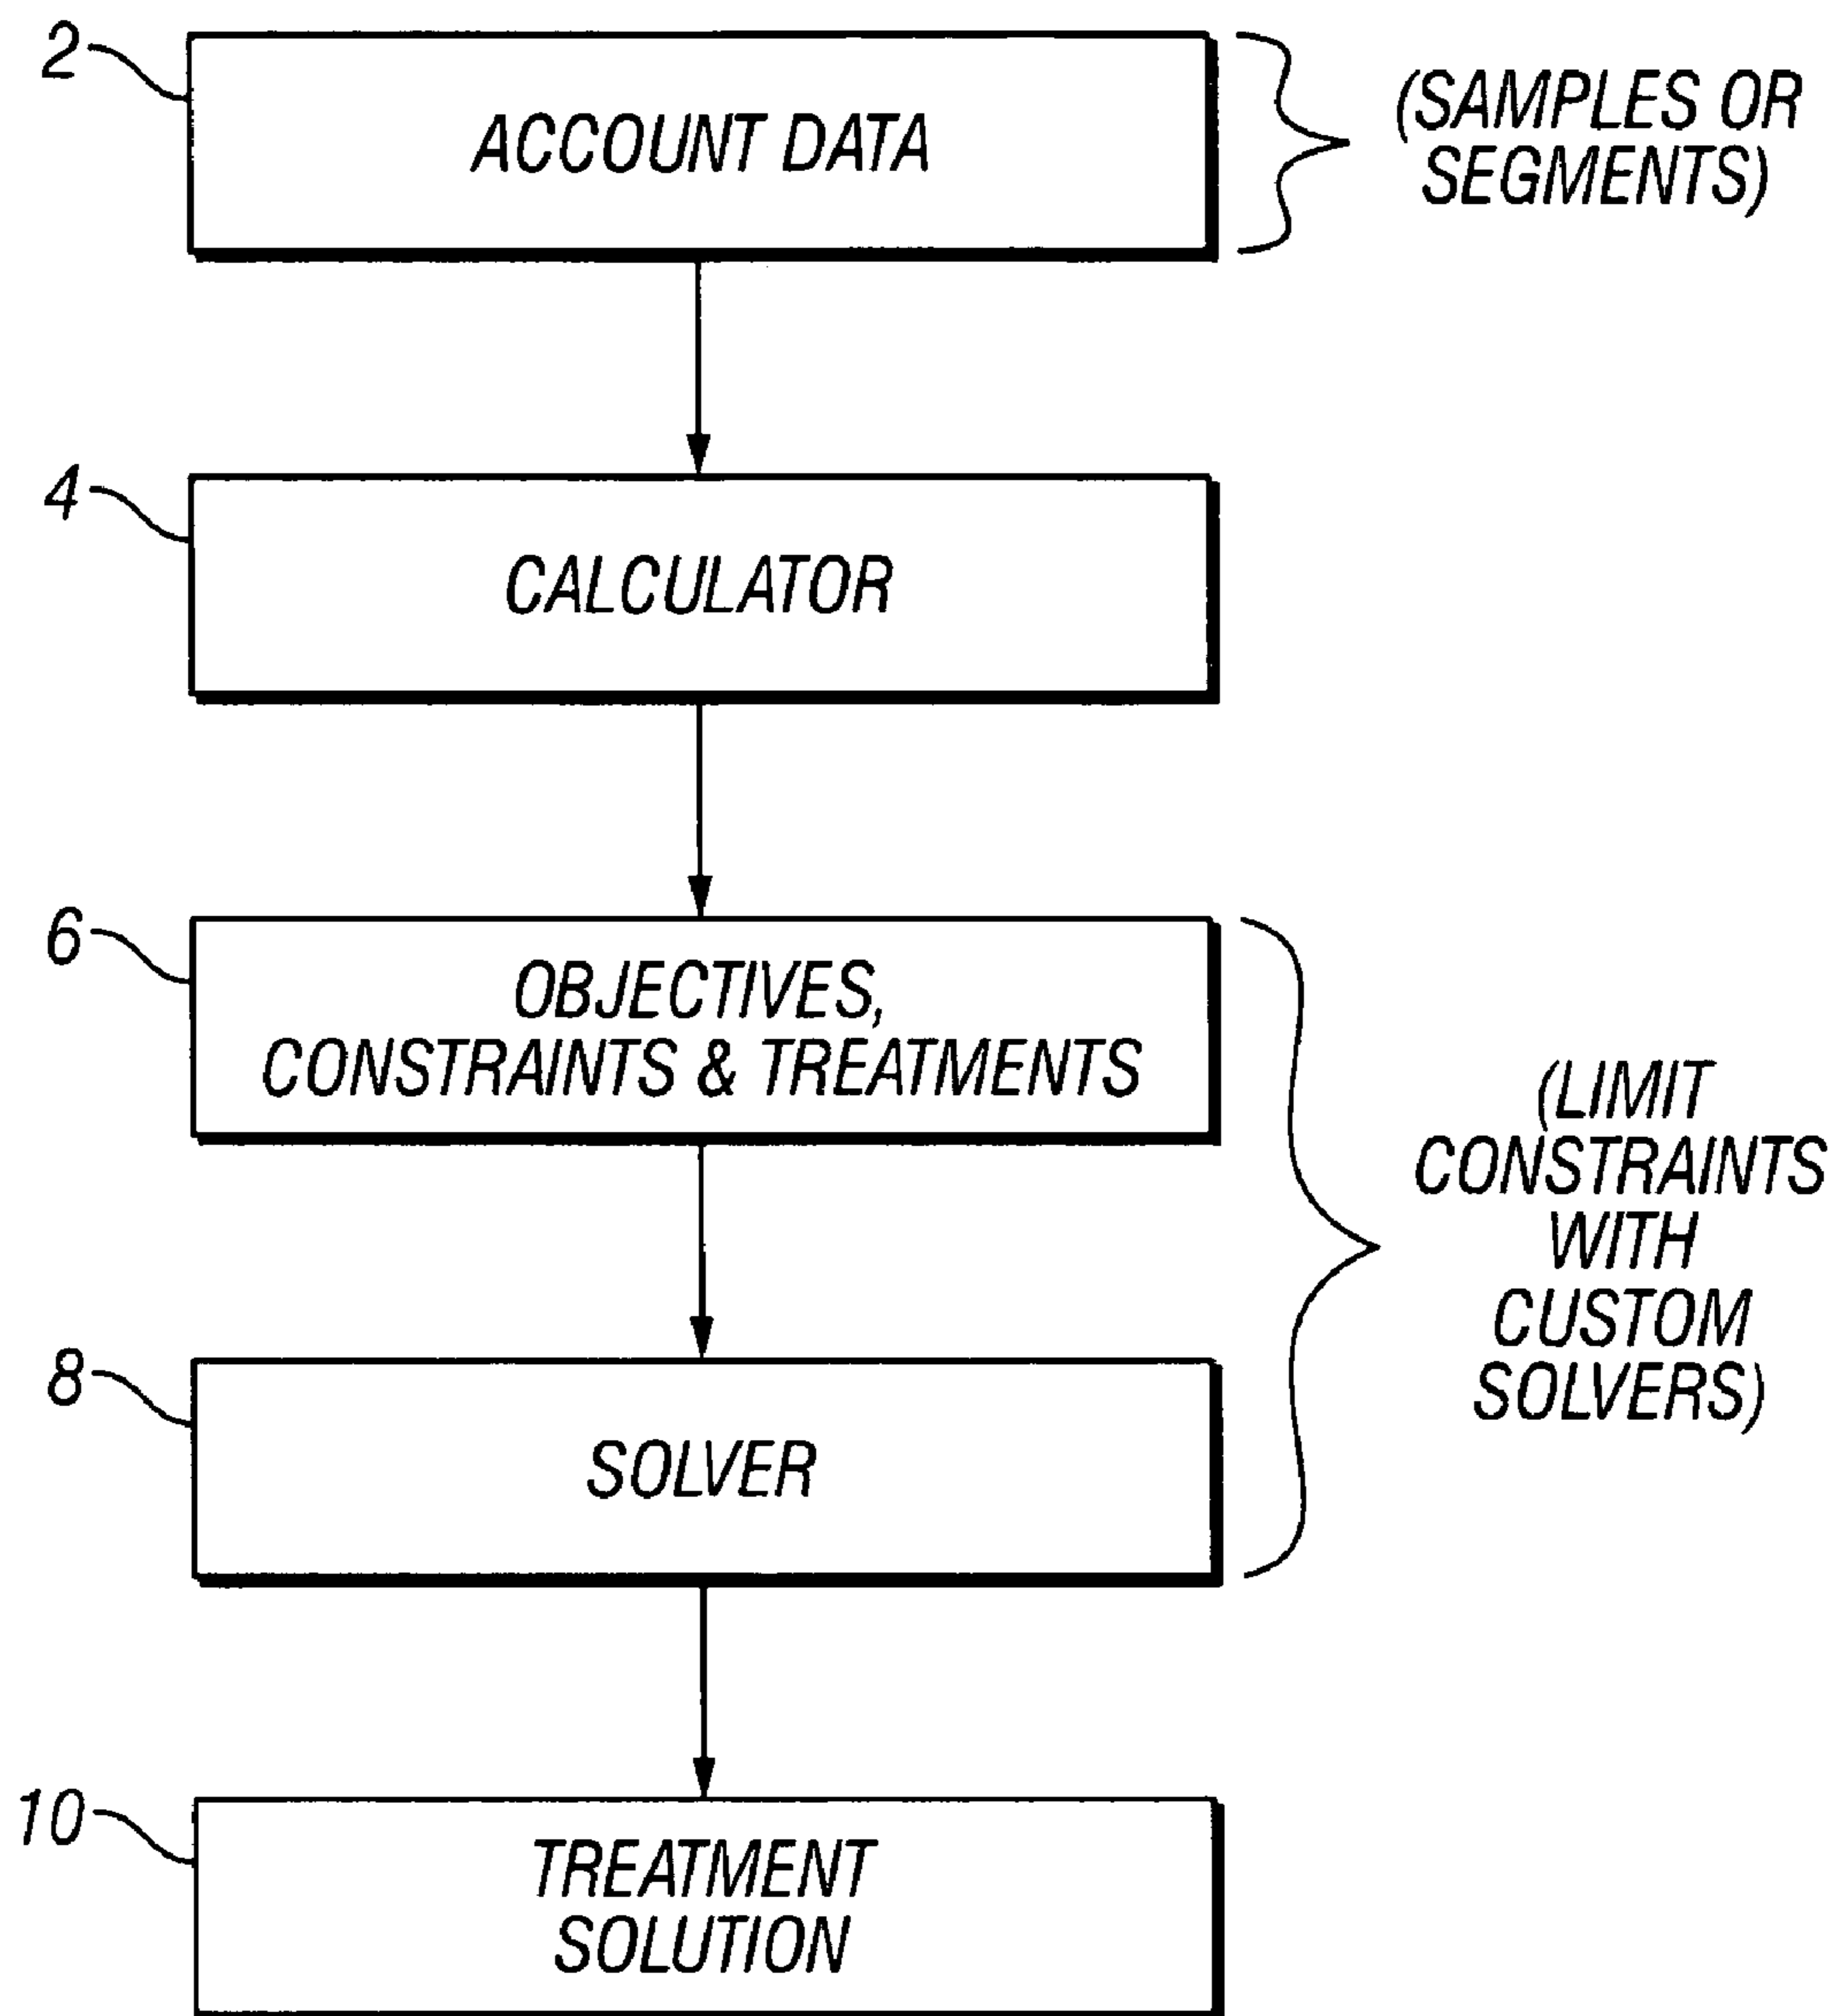 2
ACCOUNT DATA
(SAMPLES OR
SEGMENTS)
4
CALCULATOR
6
OBJECTIVES,
CONSTRAINTS & TREATMENTS
(LIMIT
CONSTRAINTS
WITH
CUSTOM
SOLVERS)
8
SOLVER
10
TREATMENT
SOLUTION